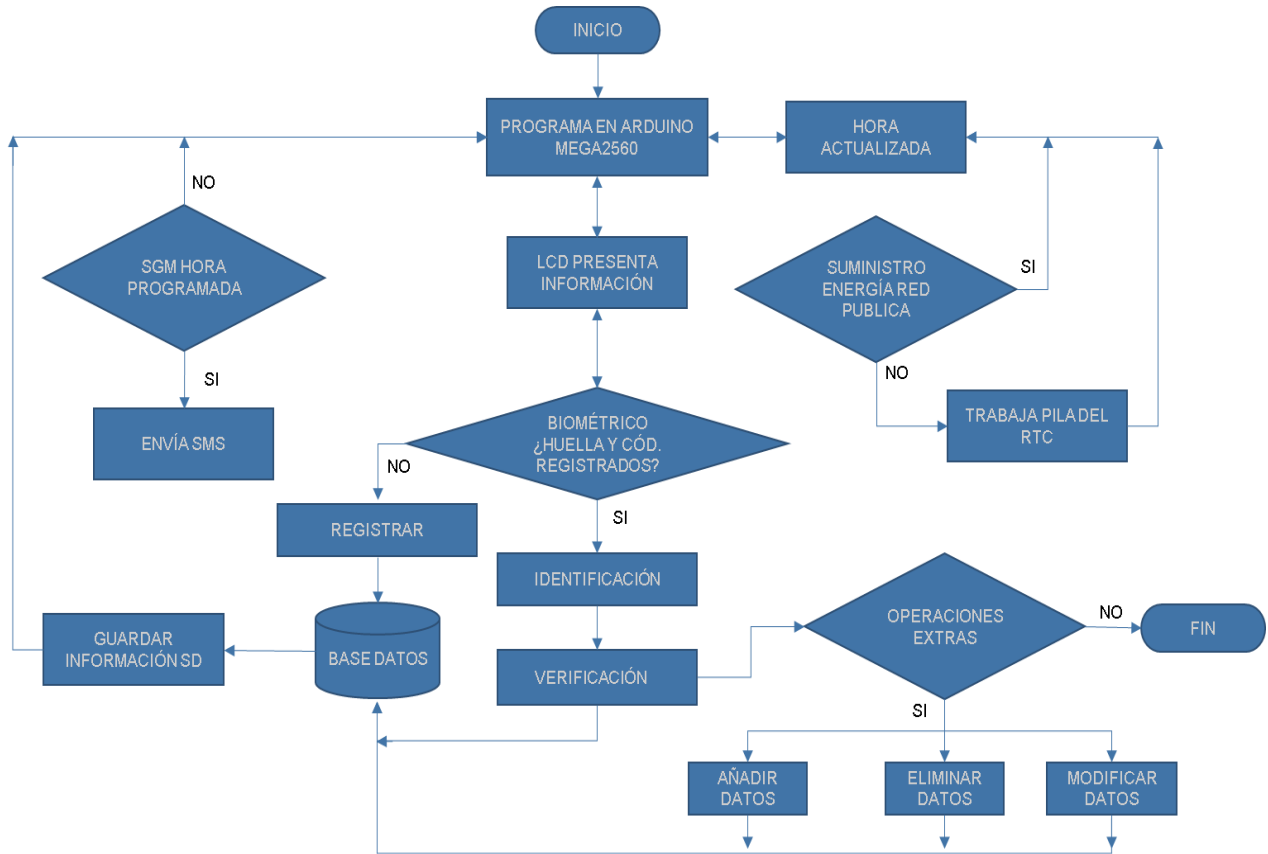 INICIO
PROGRAMA EN ARDUINO
MEGA2560
HORA
ACTUALIZADA
NO
SGM HORA
PROGRAMADA
SI
ENVÍA SMS
LCD PRESENTA
INFORMACIÓN
SUMINISTRO
ENERGÍA RED
PUBLICA
SI
NO
TRABAJA PILA DEL
RTC
BIOMÉTRICO
¿HUELLA Y CÓD.
REGISTRADOS?
NO
SI
REGISTRAR
IDENTIFICACIÓN
GUARDAR
INFORMACIÓN SD
BASE DATOS
VERIFICACIÓN
OPERACIONES
EXTRAS
NO
FIN
SI
AÑADIR
DATOS
ELIMINAR
DATOS
MODIFICAR
DATOS